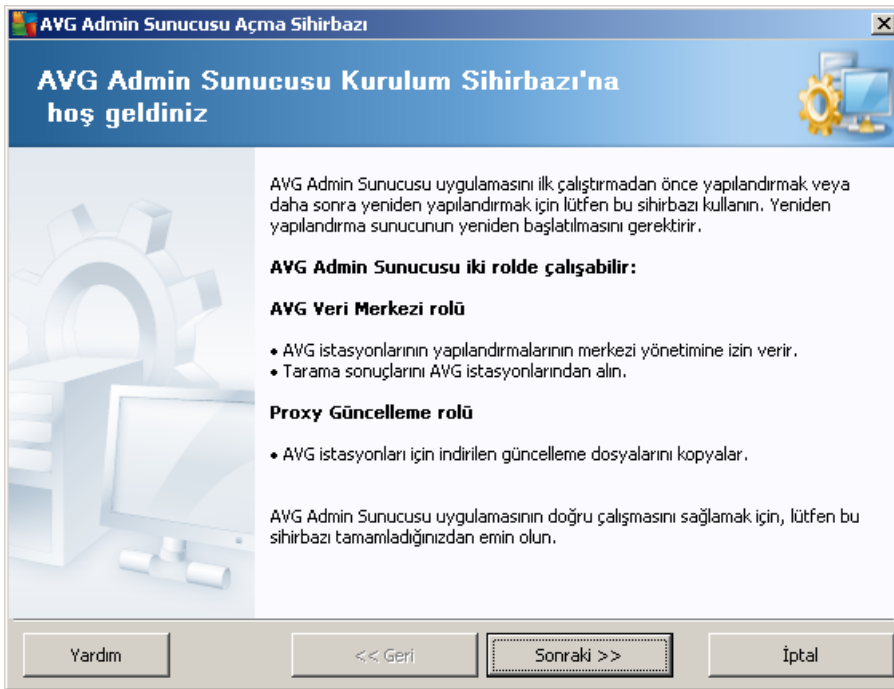 AVG Admin Sunucusu Açma Sihirbazı
AVG Admin Sunucusu Kurulum Sihirbazı'na
hoş geldiniz
AVG Admin Sunucusu uygulamasını ilk çalıştırmadan önce yapılandırmak veya
daha sonra yeniden yapılandırmak için lütfen bu sihirbazı kullanın. Yeniden
yapılandırma sunucunun yeniden başlatılmasını gerektirir.
AVG Admin Sunucusu iki rolde çalışabilir:
AVG Veri Merkezi rolü
• AVG istasyonlarının yapılandırmalarının merkezi yönetimine izin verir.
• Tarama sonuçlarını AVG istasyonlarından alın.
Proxy Güncelleme rolü
• AVG istasyonları için indirilen güncelleme dosyalarını kopyalar.
AVG Admin Sunucusu uygulamasının doğru çalışmasını sağlamak için, lütfen bu
sihirbazı tamamladığınızdan emin olun.
Yardım
<< Geri
Sonraki >>
İptal